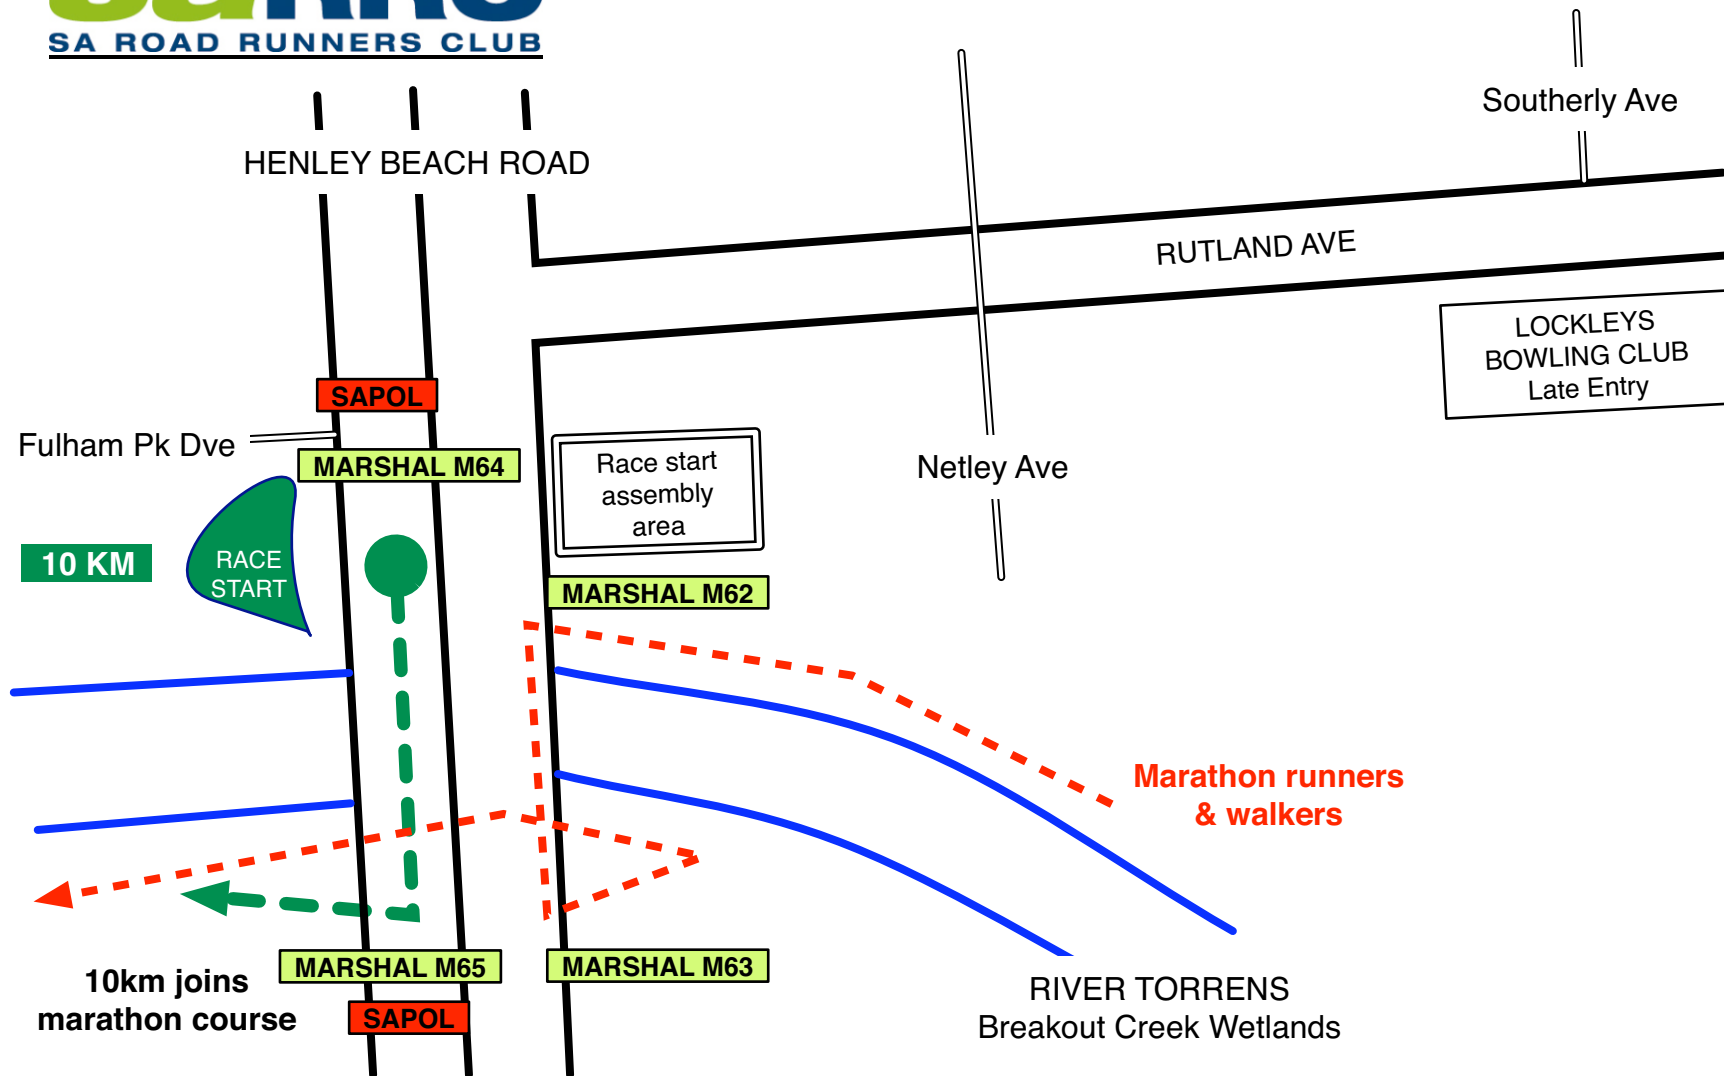 SA ROAD RUNNERS CLUB
Southerly Ave
HENLEY BEACH ROAD
RUTLAND AVE
LOCKLEYS
BOWLING CLUB
Late Entry
SAPOL
Fulham Pk Dve
MARSHAL M64
Race start
assembly
area
Netley Ave
10 KM
RACE
START
MARSHAL M62
Marathon runners
& walkers
MARSHAL M65
MARSHAL M63
10km joins
marathon course
SAPOL
RIVER TORRENS
Breakout Creek Wetlands